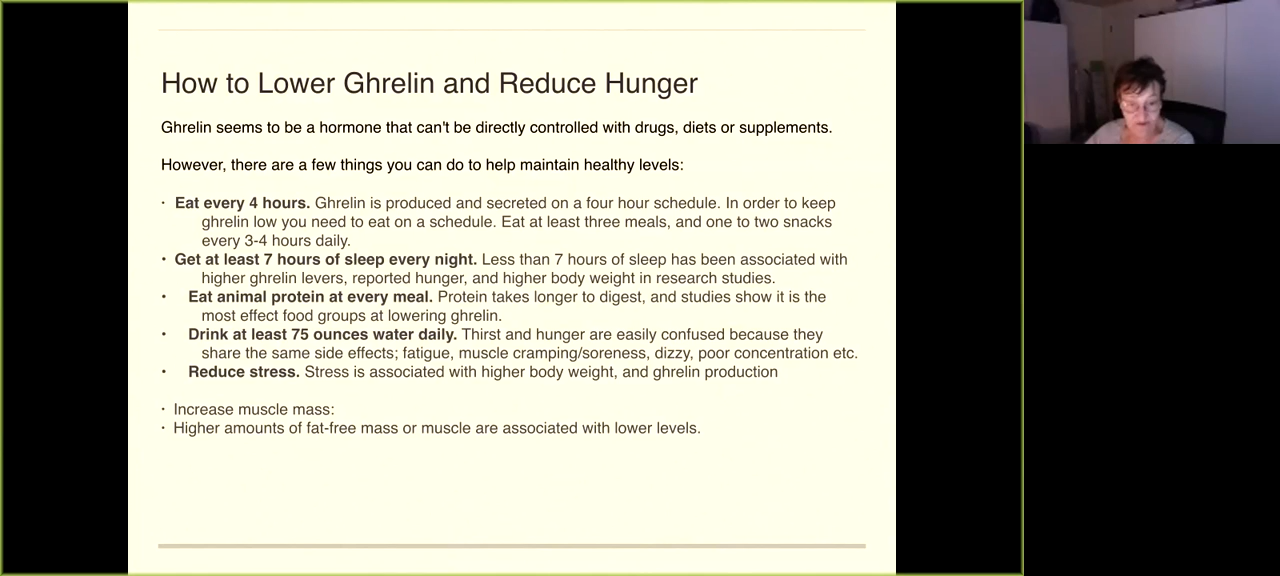 How to Lower Ghrelin and Reduce Hunger
Ghrelin seems to be a hormone that can't be directly controlled with drugs, diets or supplements.
However, there are a few things you can do to help maintain healthy levels:
• Eat every 4 hours. Ghrelin is produced and secreted on a four hour schedule. In order to keep
ghrelin low you need to eat on a schedule. Eat at least three meals, and one to two snacks
every 3-4 hours daily.
• Get at least 7 hours of sleep every night. Less than 7 hours of sleep has been associated with
higher ghrelin levers, reported hunger, and higher body weight in research studies.
• Eat animal protein at every meal. Protein takes longer to digest, and studies show it is the
most effect food groups at lowering ghrelin.
• Drink at least 75 ounces water daily. Thirst and hunger are easily confused because they
share the same side effects; fatigue, muscle cramping/soreness, dizzy, poor concentration etc.
• Reduce stress. Stress is associated with higher body weight, and ghrelin production
• Increase muscle mass:
• Higher amounts of fat-free mass or muscle are associated with lower levels.